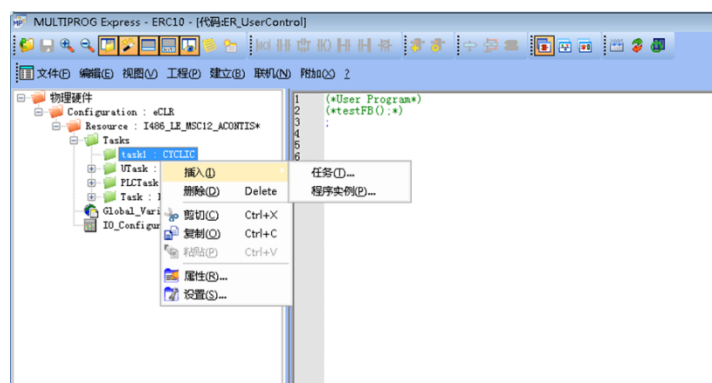 MULTIPROG Express - ERC10 - [代码:ER_UserControl]
文件(F) 编辑(E) 视图(V) 工程(P) 建立(B) 联机(N) 附加(X) ?
物理硬件
Configuration : eCLR
Resource : I486_LE_MSC12_ACONTIS*
Tasks
task1 : CYCLIC
UTask :
PLCTask
Task :
Global_Vari
IO_Configur
插入(I)
删除(D) Delete
剪切(C) Ctrl+X
复制(O) Ctrl+C
粘贴(P) Ctrl+V
属性(R)...
设置(S)...
任务(T)...
程序实例(P)...
1 (*User Program*)
2 (*testFB();*)
3 ;
4
5
6